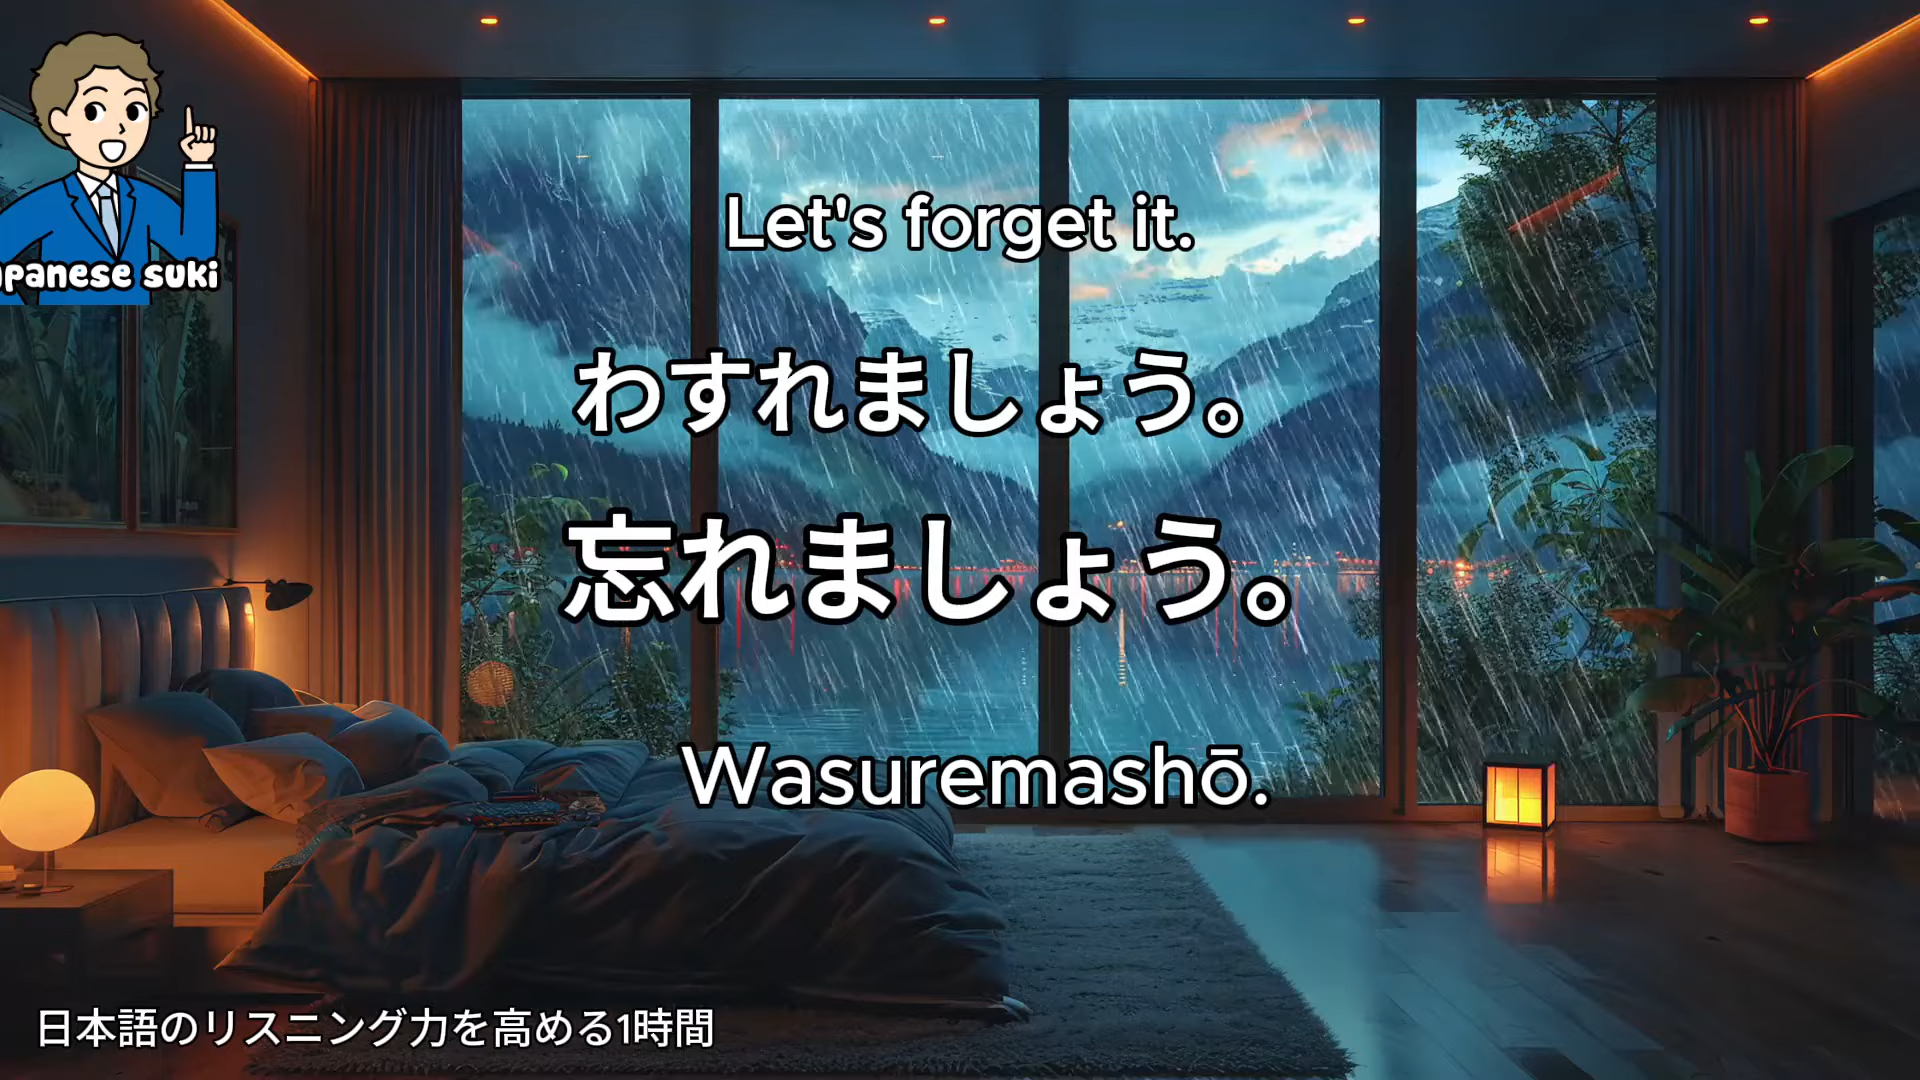 apanese suki
Let's forget it.
わすれましょう。
忘れましょう。
Wasuremashō.
日本語のリスニング力を高める1時間